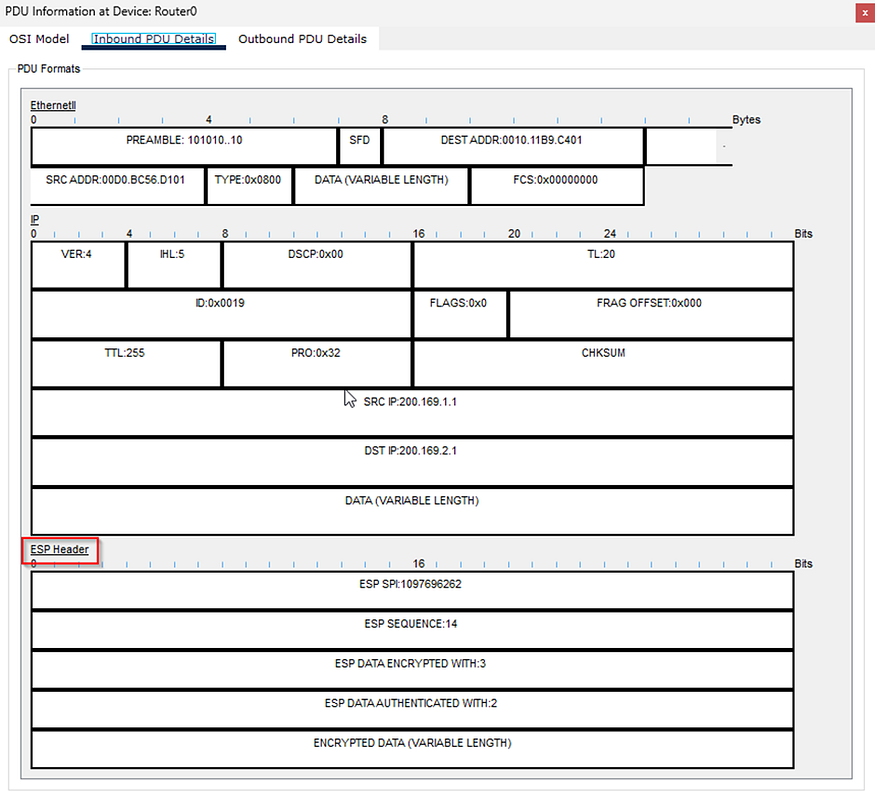 PDU Information at Device: Router0
x
OSI Model Inbound PDU Details Outbound PDU Details
PDU Formats
EthernetII
0 4 8 Bytes
PREAMBLE: 101010..10 SFD DEST ADDR:0010.11B9.C401
SRC ADDR:00D0.BC56.D101 TYPE:0x0800 DATA (VARIABLE LENGTH) FCS:0x00000000
IP
0 4 8 16 20 24 Bits
VER:4 IHL:5 DSCP:0x00 TL:20
ID:0x0019 FLAGS:0x0 FRAG OFFSET:0x000
TTL:255 PRO:0x32 CHKSUM
SRC IP:200.169.1.1
DST IP:200.169.2.1
DATA (VARIABLE LENGTH)
ESP Header
0 16 Bits
ESP SPI:1097696262
ESP SEQUENCE:14
ESP DATA ENCRYPTED WITH:3
ESP DATA AUTHENTICATED WITH:2
ENCRYPTED DATA (VARIABLE LENGTH)